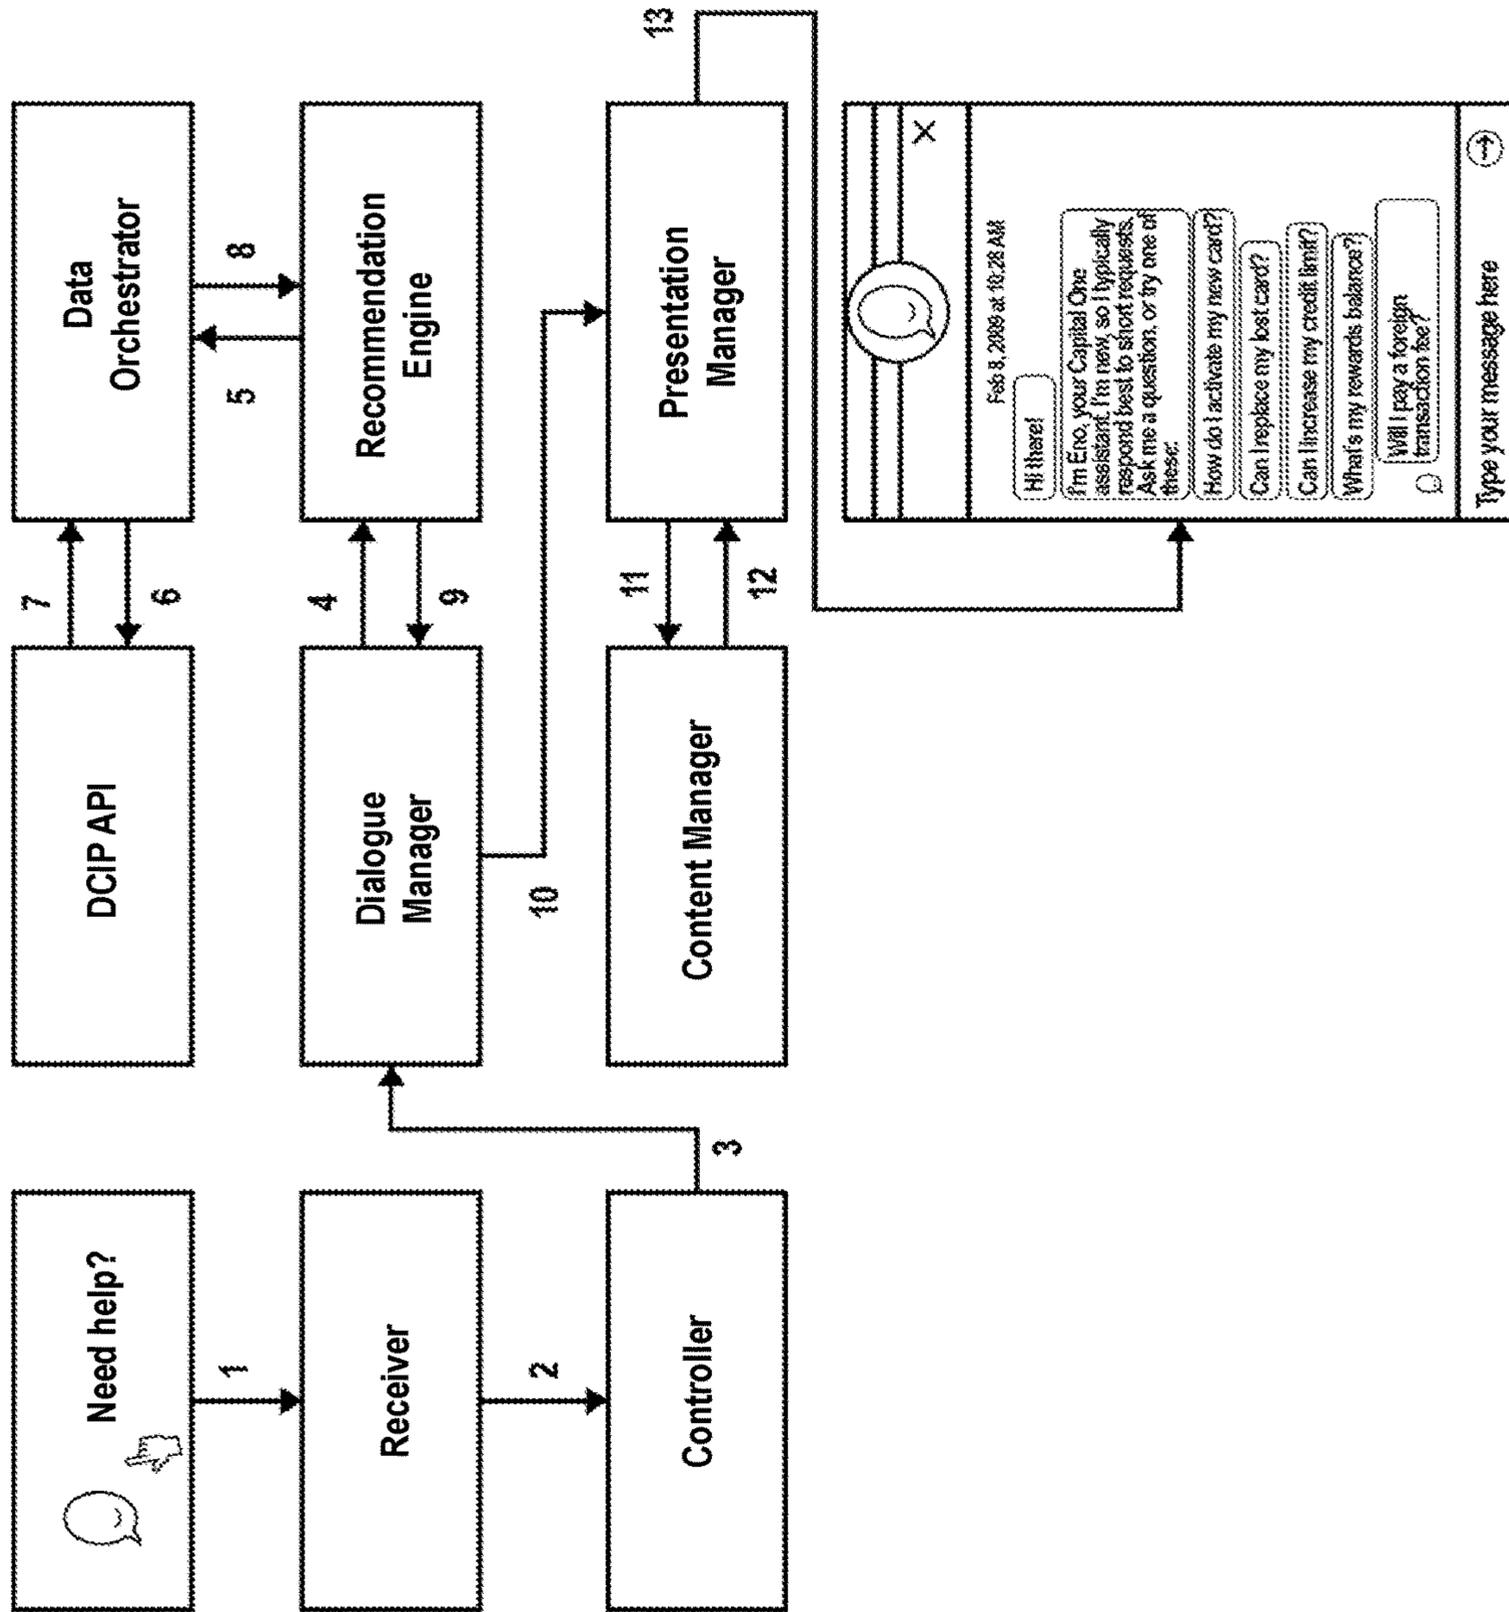 Need help?
DCIP API
7
6
Data
Orchestrator
1
5
8
Receiver
Dialogue
Manager
4
9
Recommendation
Engine
2
10
Controller
3
Content Manager
11
12
Presentation
Manager
13
Feb 8, at AM
Hi there!
I'm Eno, your Capital One
assistant. I'm new, so I typically
respond best to short requests.
Ask me a question, or try one of
these:
How do I activate my new card?
Can I replace my lost card?
Can I increase my credit limit?
What's my rewards balance?
Will I pay a foreign
transaction fee?
Type your message here